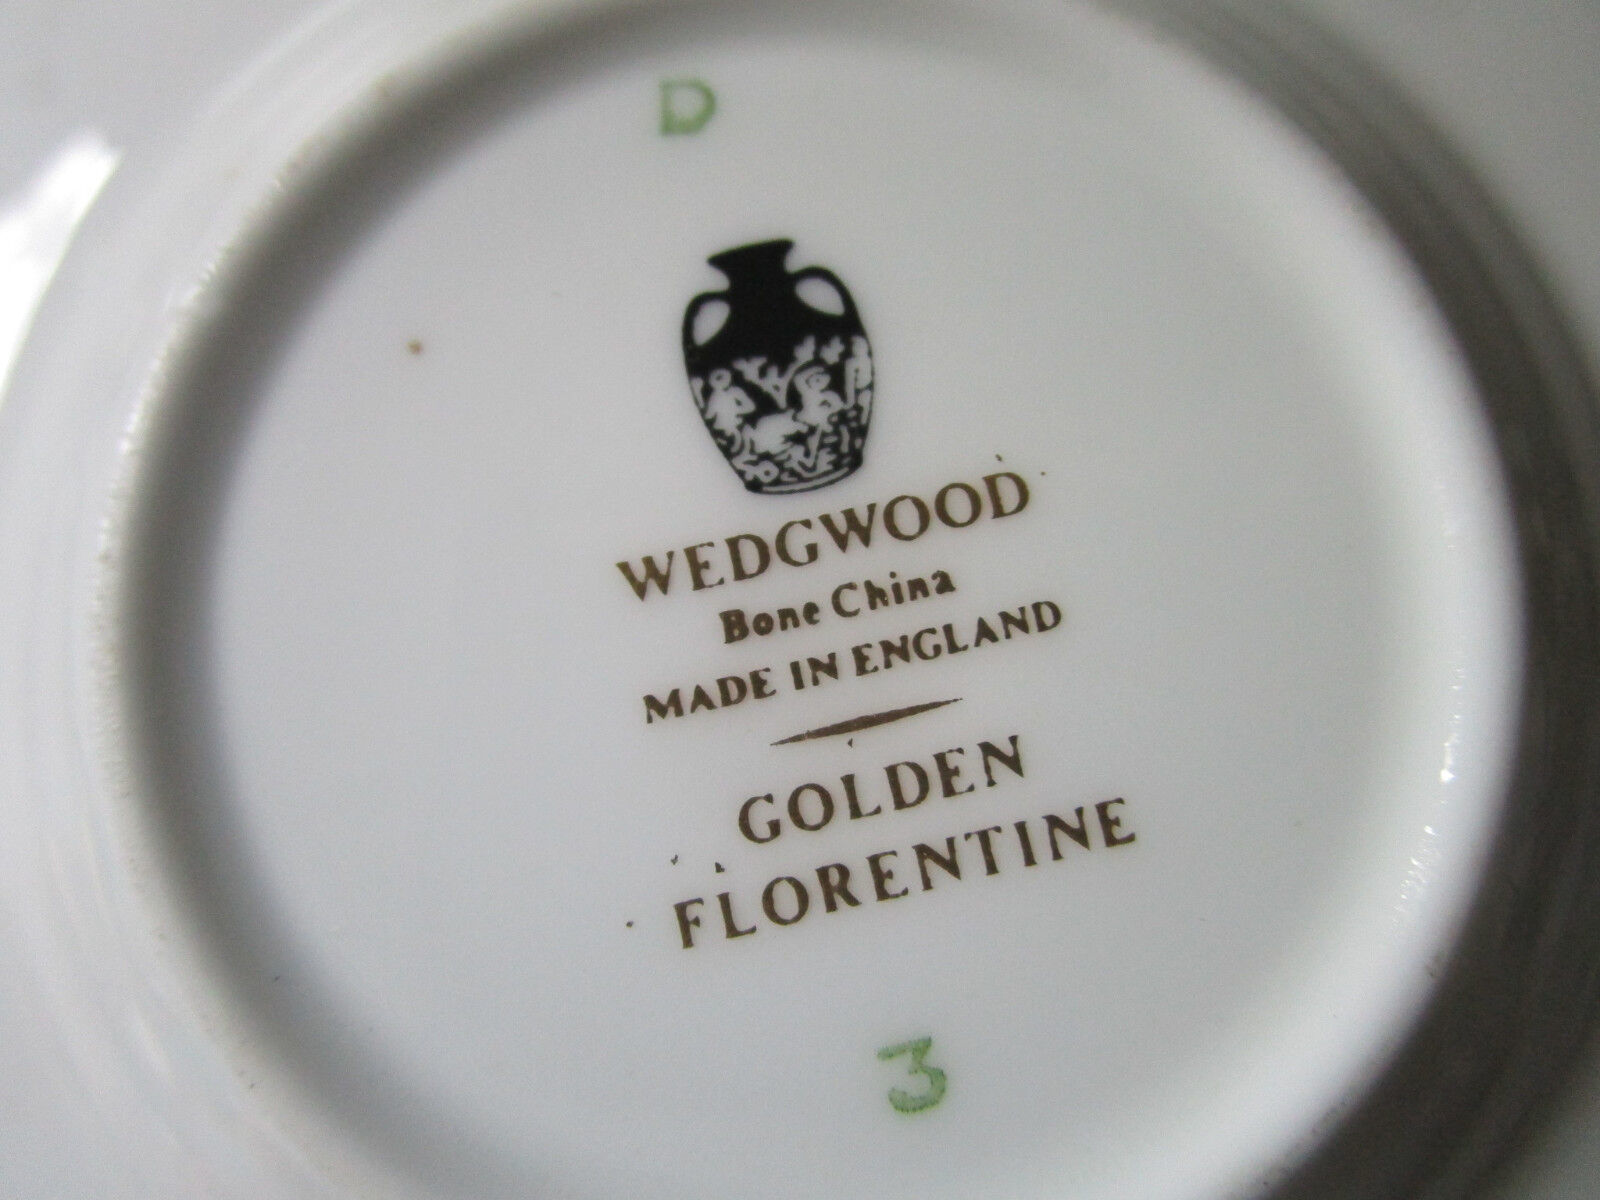 D
WEDGWOOD
Bone China
MADE IN ENGLAND
GOLDEN
FLORENTINE
3